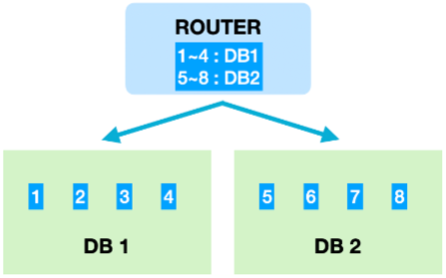 ROUTER
1~4 : DB1
5~8 : DB2
1 2 3 4
DB 1
5 6 7 8
DB 2